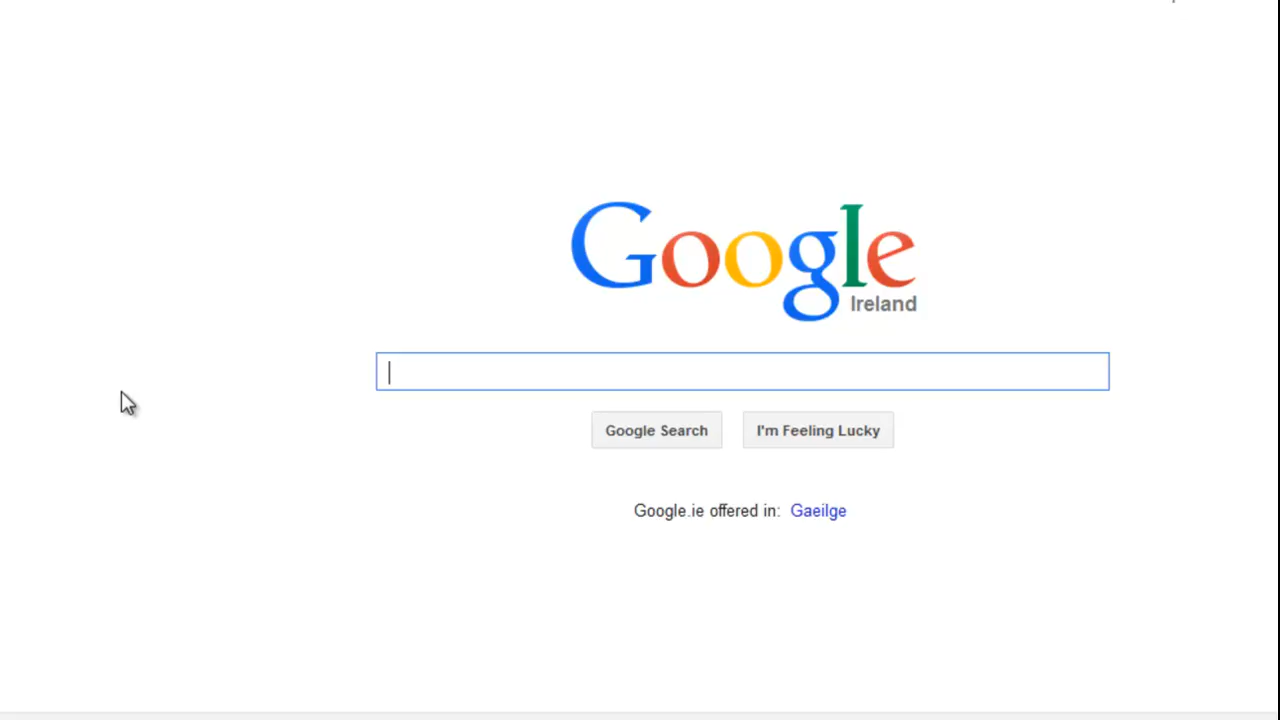 Google
Ireland
Google Search
I'm Feeling Lucky
Google.ie offered in: Gaeilge